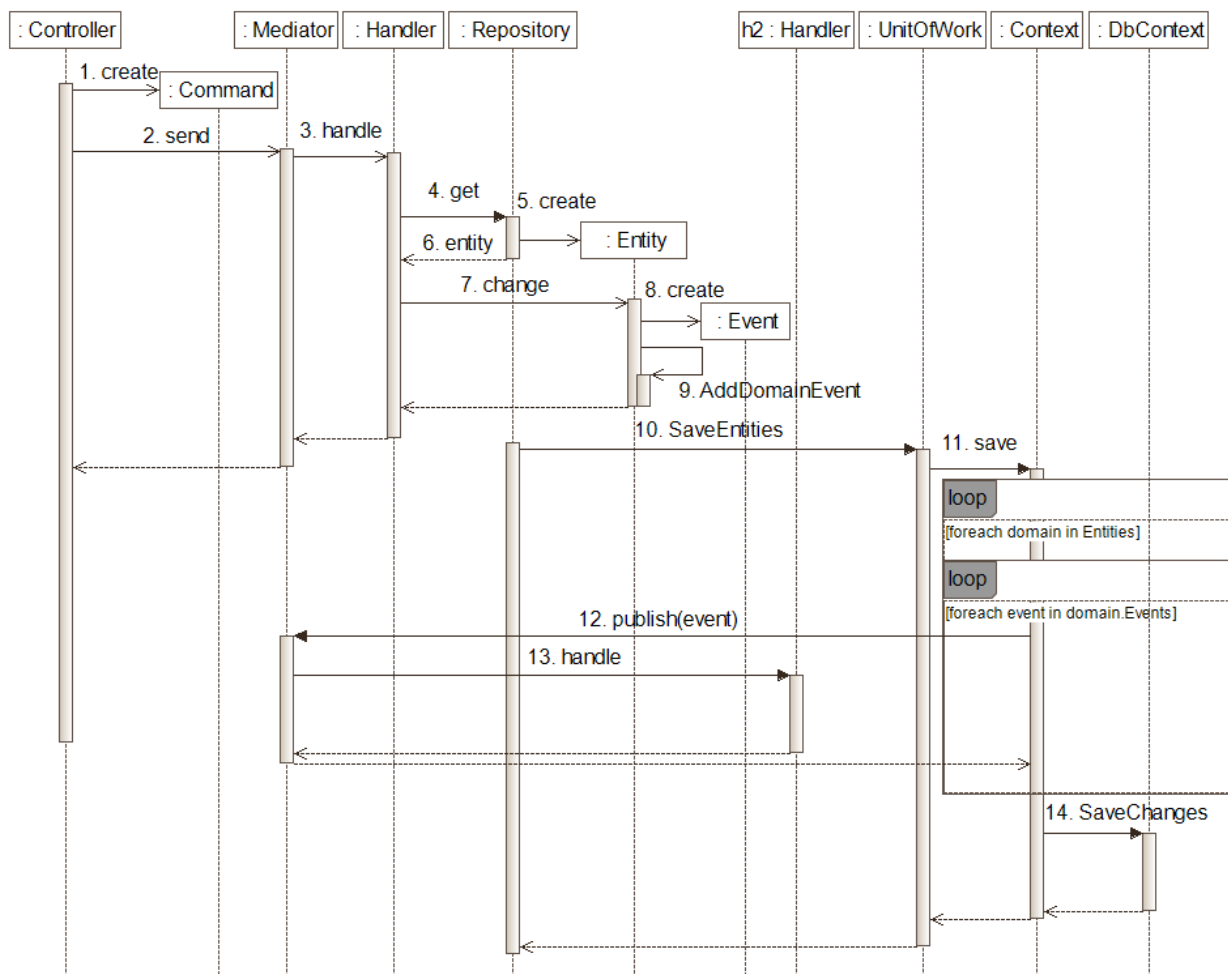 : Controller
: Mediator
: Handler
: Repository
h2 : Handler
: UnitOfWork
: Context
: DbContext
1. create
: Command
2. send
3. handle
4. get
5. create
6. entity
: Entity
7. change
8. create
: Event
9. AddDomainEvent
10. SaveEntities
11. save
loop
[foreach domain in Entities]
loop
[foreach event in domain.Events]
12. publish(event)
13. handle
14. SaveChanges